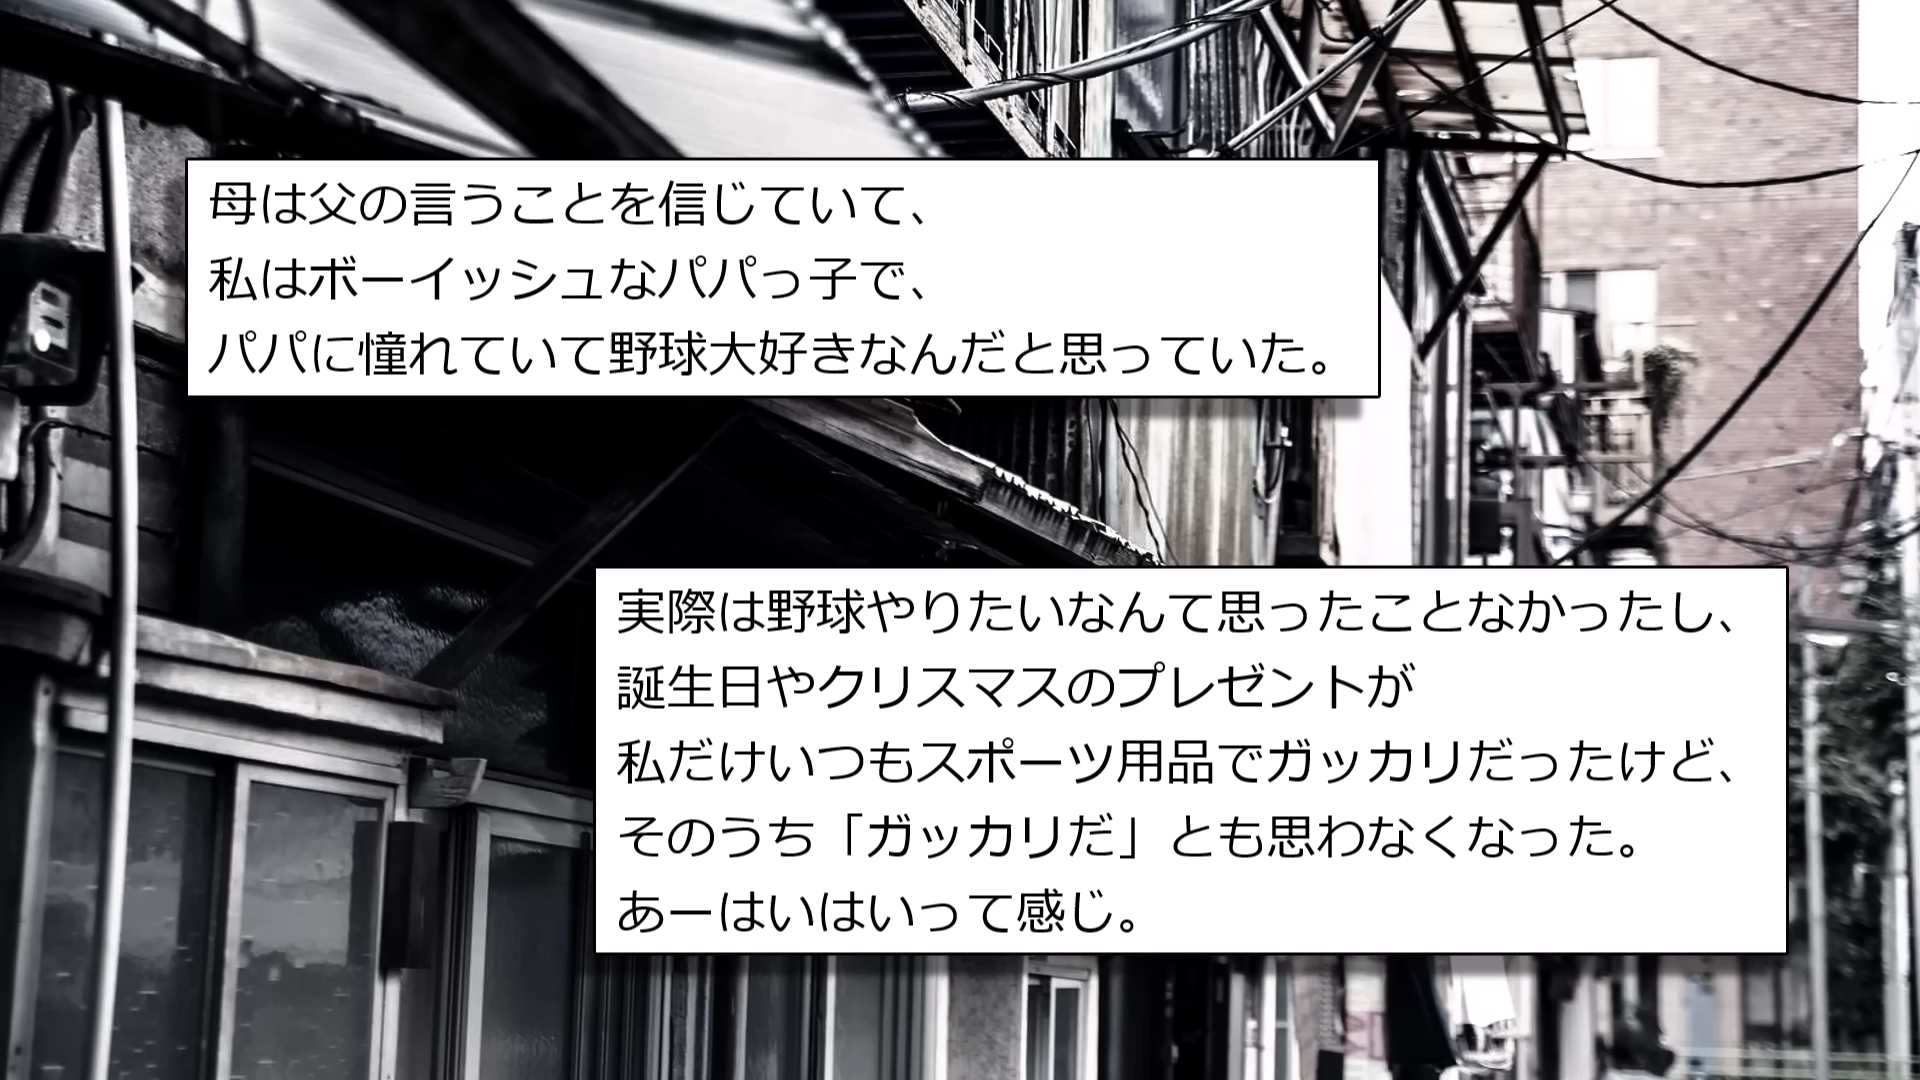 母は父の言うことを信じていて、
私はボーイッシュなパパっ子で、
パパに憧れていて野球大好きなんだと思っていた。
実際は野球やりたいなんて思ったことなかったし、
誕生日やクリスマスのプレゼントが
私だけいつもスポーツ用品でガッカリだったけど、
そのうち「ガッカリだ」とも思わなくなった。
あーはいはいって感じ。